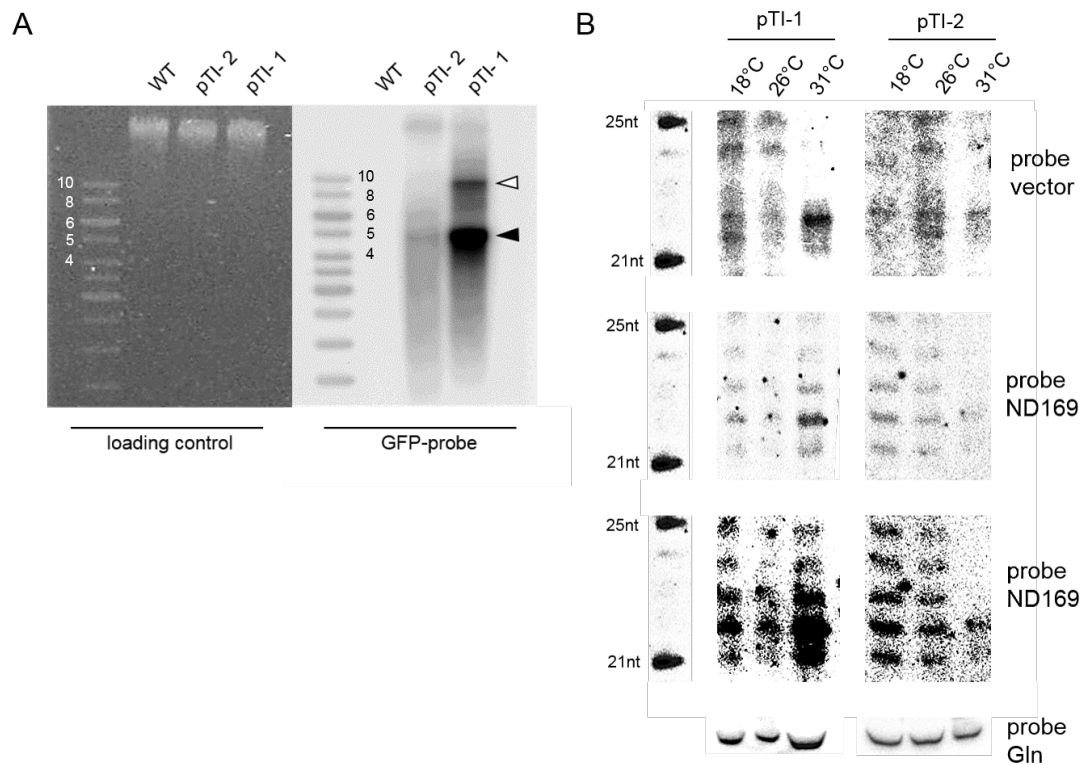 A
WT
pTI- 2
pTI- 1
WT
pTI- 2
pTI- 1
10
8
6
5
4
10
8
6
5
4
loading control
GFP-probe
B
pTI-1
pTI-2
18°C
26°C
31°C
18°C
26°C
31°C
25nt
21nt
probe
vector
25nt
21nt
probe
ND169
25nt
21nt
probe
ND169
probe
Gln